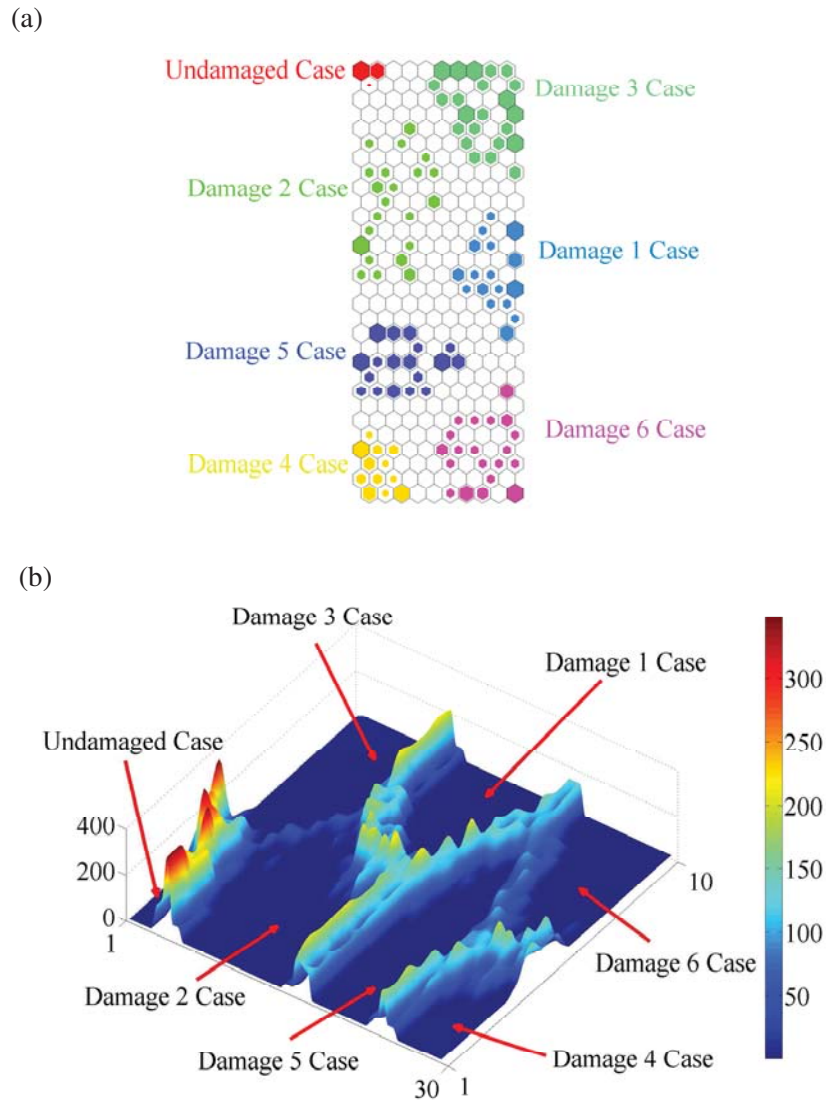 (a)
Undamaged Case
Damage 3 Case
Damage 2 Case
Damage 1 Case
Damage 5 Case
Damage 6 Case
Damage 4 Case
(b)
Damage 3 Case
Damage 1 Case
Undamaged Case
400
200
0
1
10
Damage 2 Case
Damage 6 Case
Damage 5 Case
Damage 4 Case
30
1
300
250
200
150
100
50